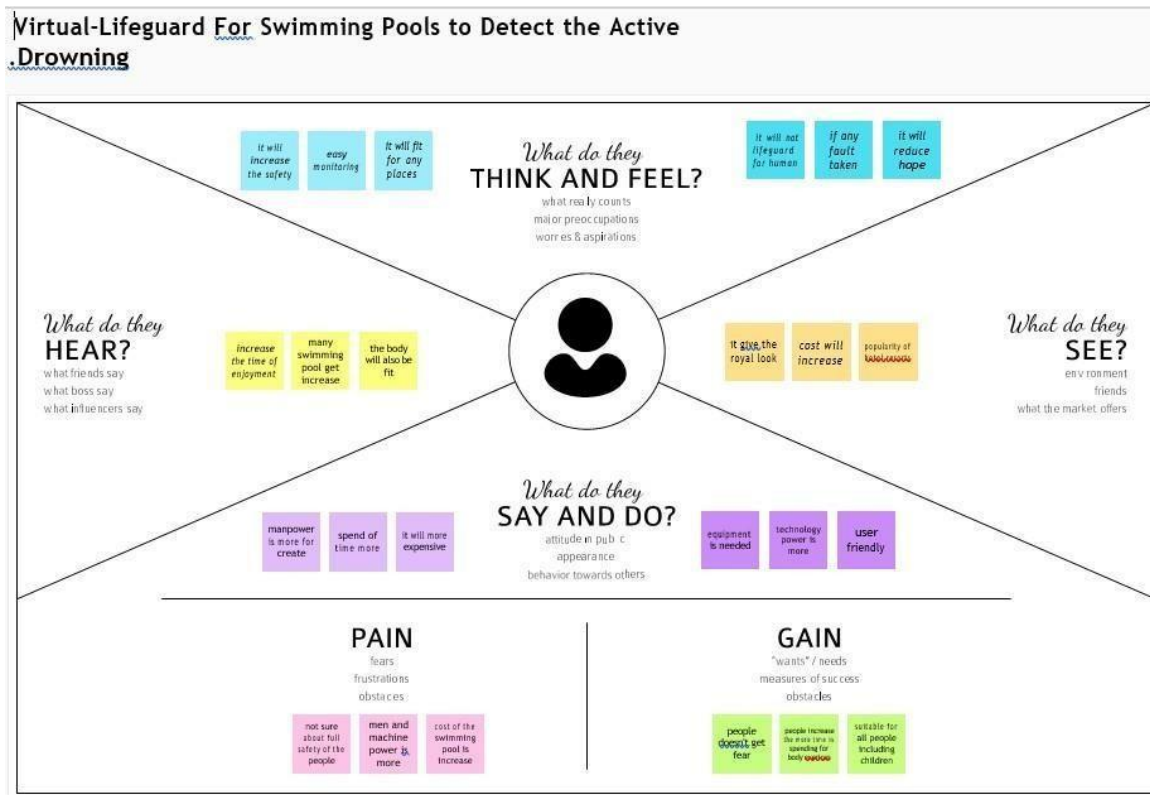 Virtual-Lifeguard For Swimming Pools to Detect the Active
.Drowning
it will
increase
the safety
easy
monitoring
it will fit
for any
places
What do they
THINK AND FEEL?
what really counts
major preoccupations
worries & aspirations
it will not
lifeguard
for human
if any
fault
taken
it will
reduce
hope
What do they
HEAR?
what friends say
what boss say
what influencers say
increase
the time of
enjoyment
many
swimming
pool get
increase
the body
will also be
fit
it give the
royal look
cost will
increase
popularity of
What do they
SEE?
environment
friends
what the market offers
What do they
SAY AND DO?
attitude in public
appearance
behavior towards others
manpower
is more for
create
spend of
time more
it will more
expensive
equipment
is needed
technology
power is
more
user
friendly
PAIN
fears
frustrations
obstacles
not sure
about full
safety of the
people
men and
machine
power is
more
cost of the
swimming
pool is
increase
GAIN
"wants" / needs
measures of success
obstacles
people
doesn't get
fear
people increase
the more time is
spending for
body
suitable for
all people
including
children